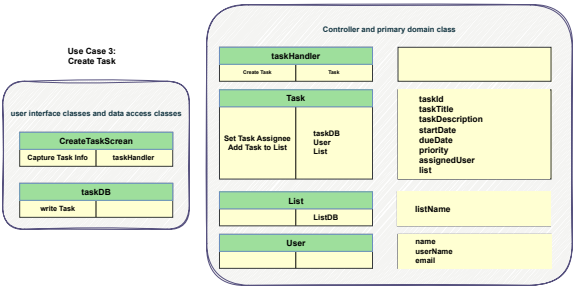 Use Case 3:
Create Task
user interface classes and data access classes
CreateTaskScrean
Capture Task Info
taskHandler
taskDB
write Task
Controller and primary domain class
taskHandler
Create Task
Task
Task
Set Task Assignee
Add Task to List
taskDB
User
List
taskId
taskTitle
taskDescription
startDate
dueDate
priority
assignedUser
list
List
ListDB
listName
User
name
userName
email